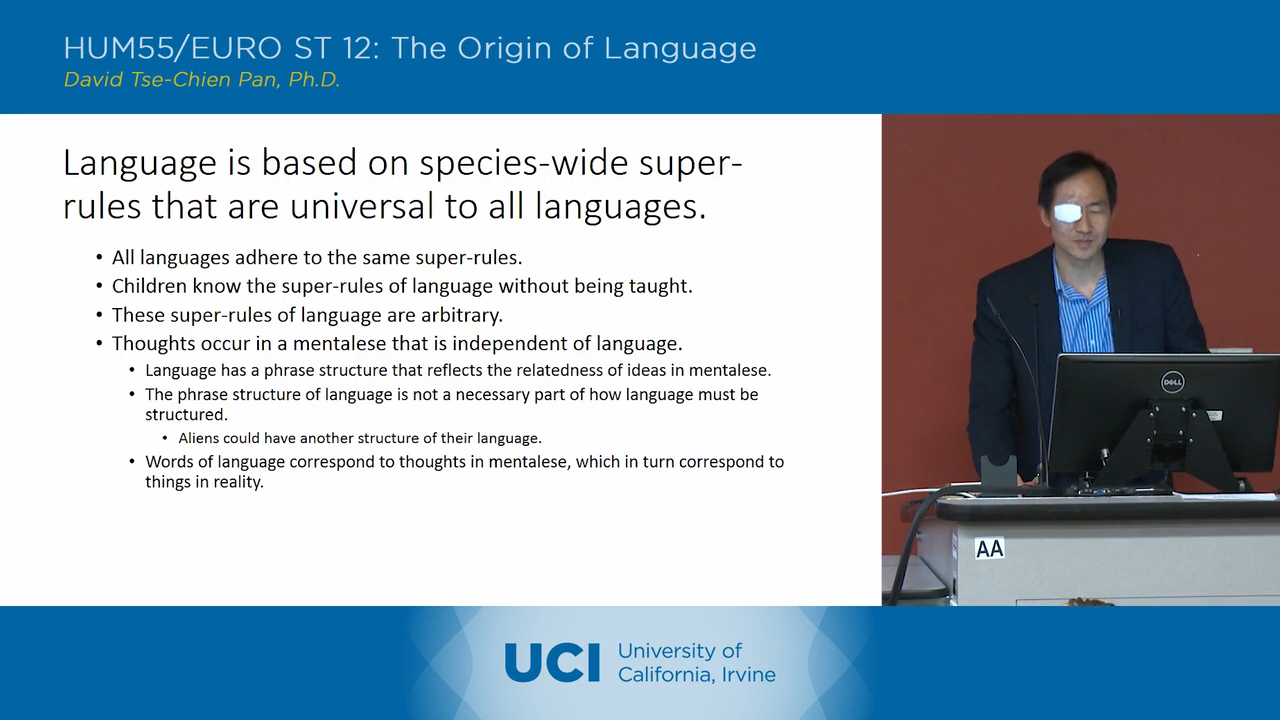 HUM55/EURO ST 12: The Origin of Language
David Tse-Chien Pan, Ph.D.
Language is based on species-wide super-
rules that are universal to all languages.
• All languages adhere to the same super-rules.
• Children know the super-rules of language without being taught.
• These super-rules of language are arbitrary.
• Thoughts occur in a mentalese that is independent of language.
• Language has a phrase structure that reflects the relatedness of ideas in mentalese.
• The phrase structure of language is not a necessary part of how language must be
structured.
• Aliens could have another structure of their language.
• Words of language correspond to thoughts in mentalese, which in turn correspond to
things in reality.
DELL
AA
UCI University of
California, Irvine